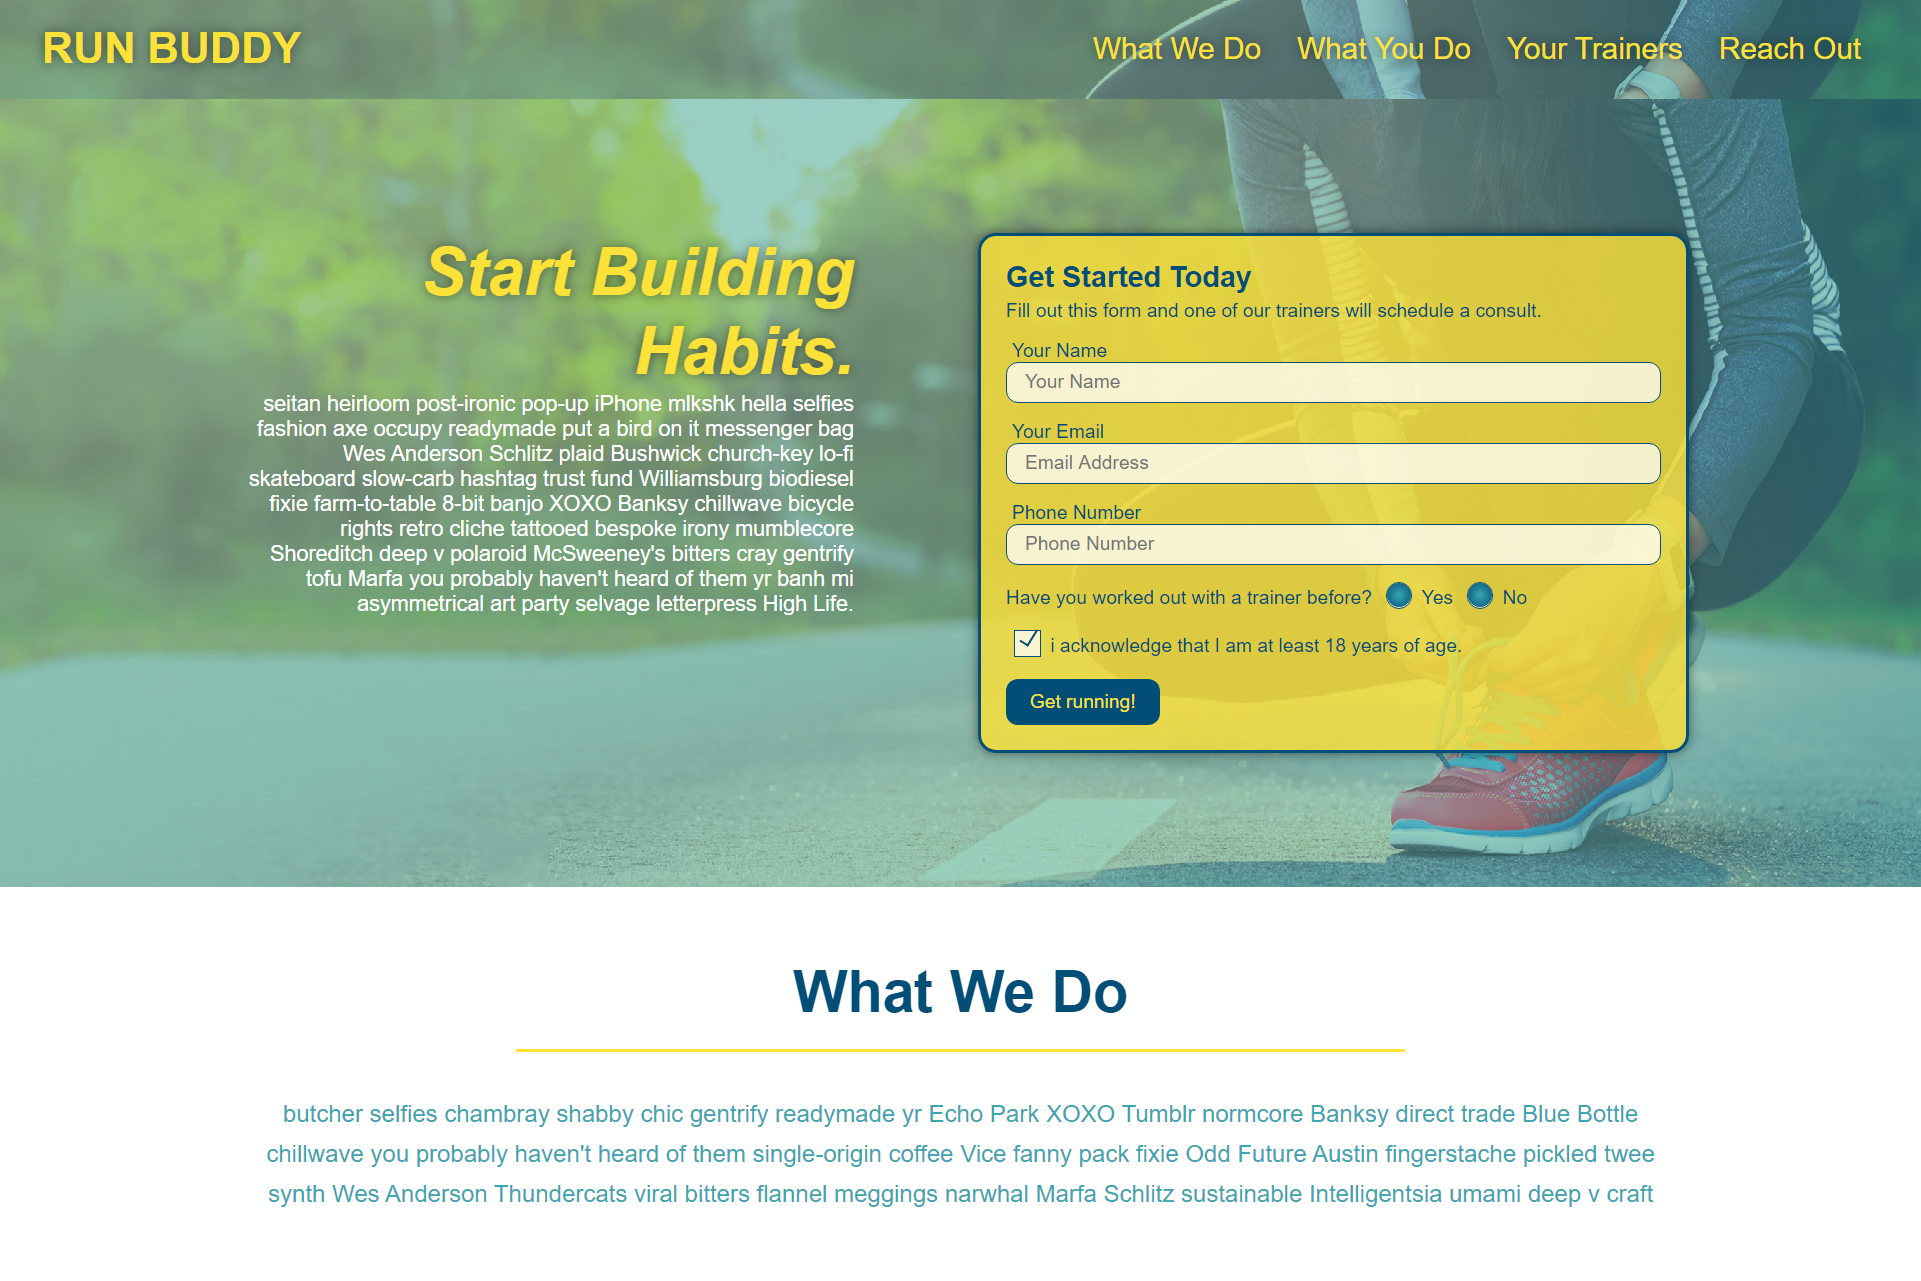 RUN BUDDY
What We Do What You Do Your Trainers Reach Out
Start Building
Habits.
seitan heirloom post-ironic pop-up iPhone mlkshk hella selfies
fashion axe occupy readymade put a bird on it messenger bag
Wes Anderson Schlitz plaid Bushwick church-key lo-fi
skateboard slow-carb hashtag trust fund Williamsburg biodiesel
fixie farm-to-table 8-bit banjo XOXO Banksy chillwave bicycle
rights retro cliche tattooed bespoke irony mumblecore
Shoreditch deep v polaroid McSweeney's bitters cray gentrify
tofu Marfa you probably haven't heard of them yr banh mi
asymmetrical art party selvage letterpress High Life.
Get Started Today
Fill out this form and one of our trainers will schedule a consult.
Your Name
Your Name
Your Email
Email Address
Phone Number
Phone Number
Have you worked out with a trainer before? Yes No
i acknowledge that I am at least 18 years of age.
Get running!
What We Do
butcher selfies chambray shabby chic gentrify readymade yr Echo Park XOXO Tumblr normcore Banksy direct trade Blue Bottle
chillwave you probably haven't heard of them single-origin coffee Vice fanny pack fixie Odd Future Austin fingerstache pickled twee
synth Wes Anderson Thundercats viral bitters flannel meggings narwhal Marfa Schlitz sustainable Intelligentsia umami deep v craft